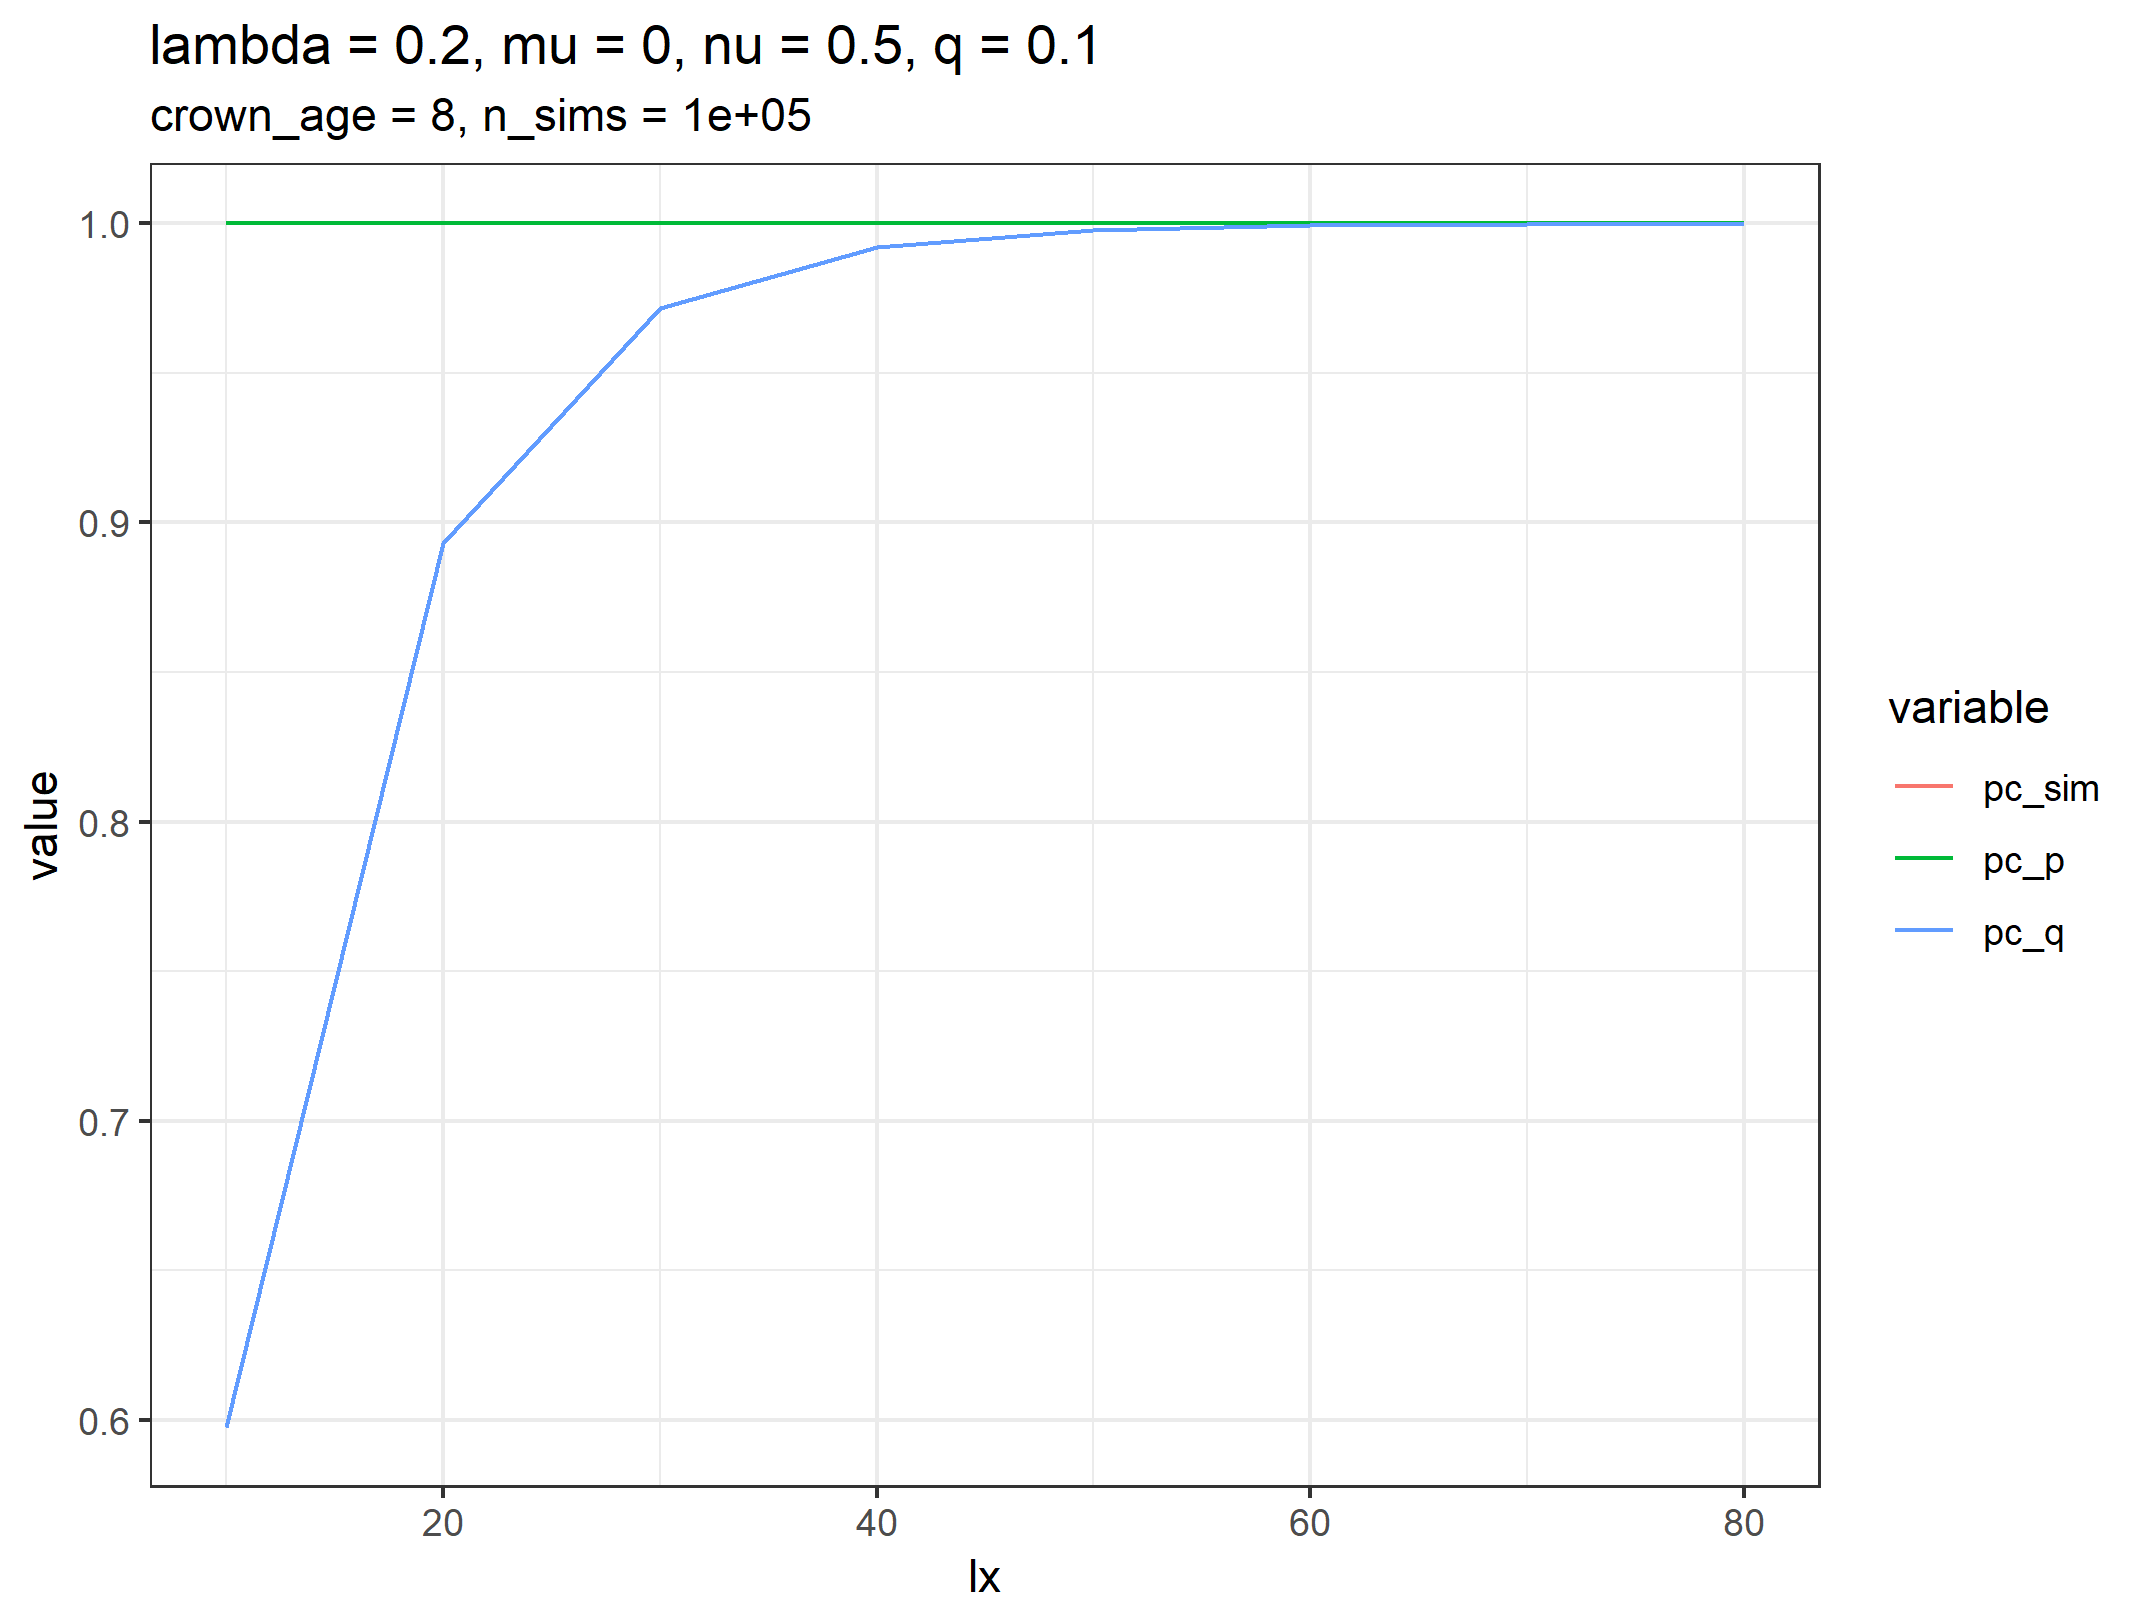 lambda = 0.2, mu = 0, nu = 0.5, q = 0.1
crown_age = 8, n_sims = 1e+05
1.0
0.9
0.8
0.7
0.6
value
20
40
60
80
lx
variable
pc_sim
pc_p
pc_q